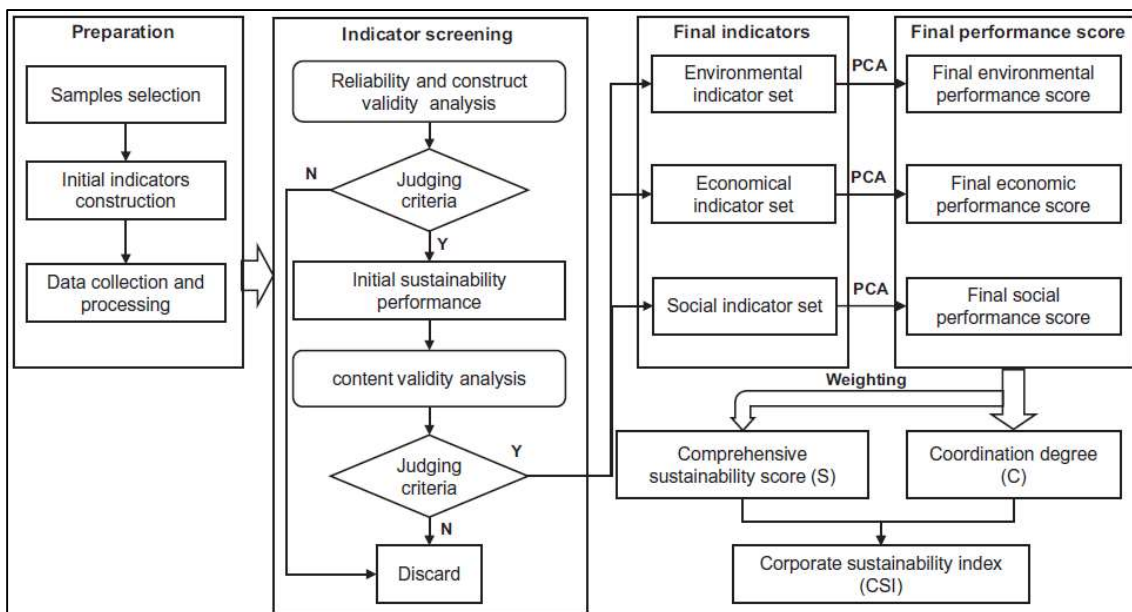 Preparation
Samples selection
Initial indicators
construction
Data collection and
processing
Indicator screening
Reliability and construct
validity analysis
N
Judging
criteria
Y
Initial sustainability
performance
content validity analysis
Judging
criteria
Y
N
Discard
Final indicators
Environmental
indicator set
PCA
Economical
indicator set
PCA
Social indicator set
PCA
Final performance score
Final environmental
performance score
Final economic
performance score
Final social
performance score
Weighting
Comprehensive
sustainability score (S)
Coordination degree
(C)
Corporate sustainability index
(CSI)